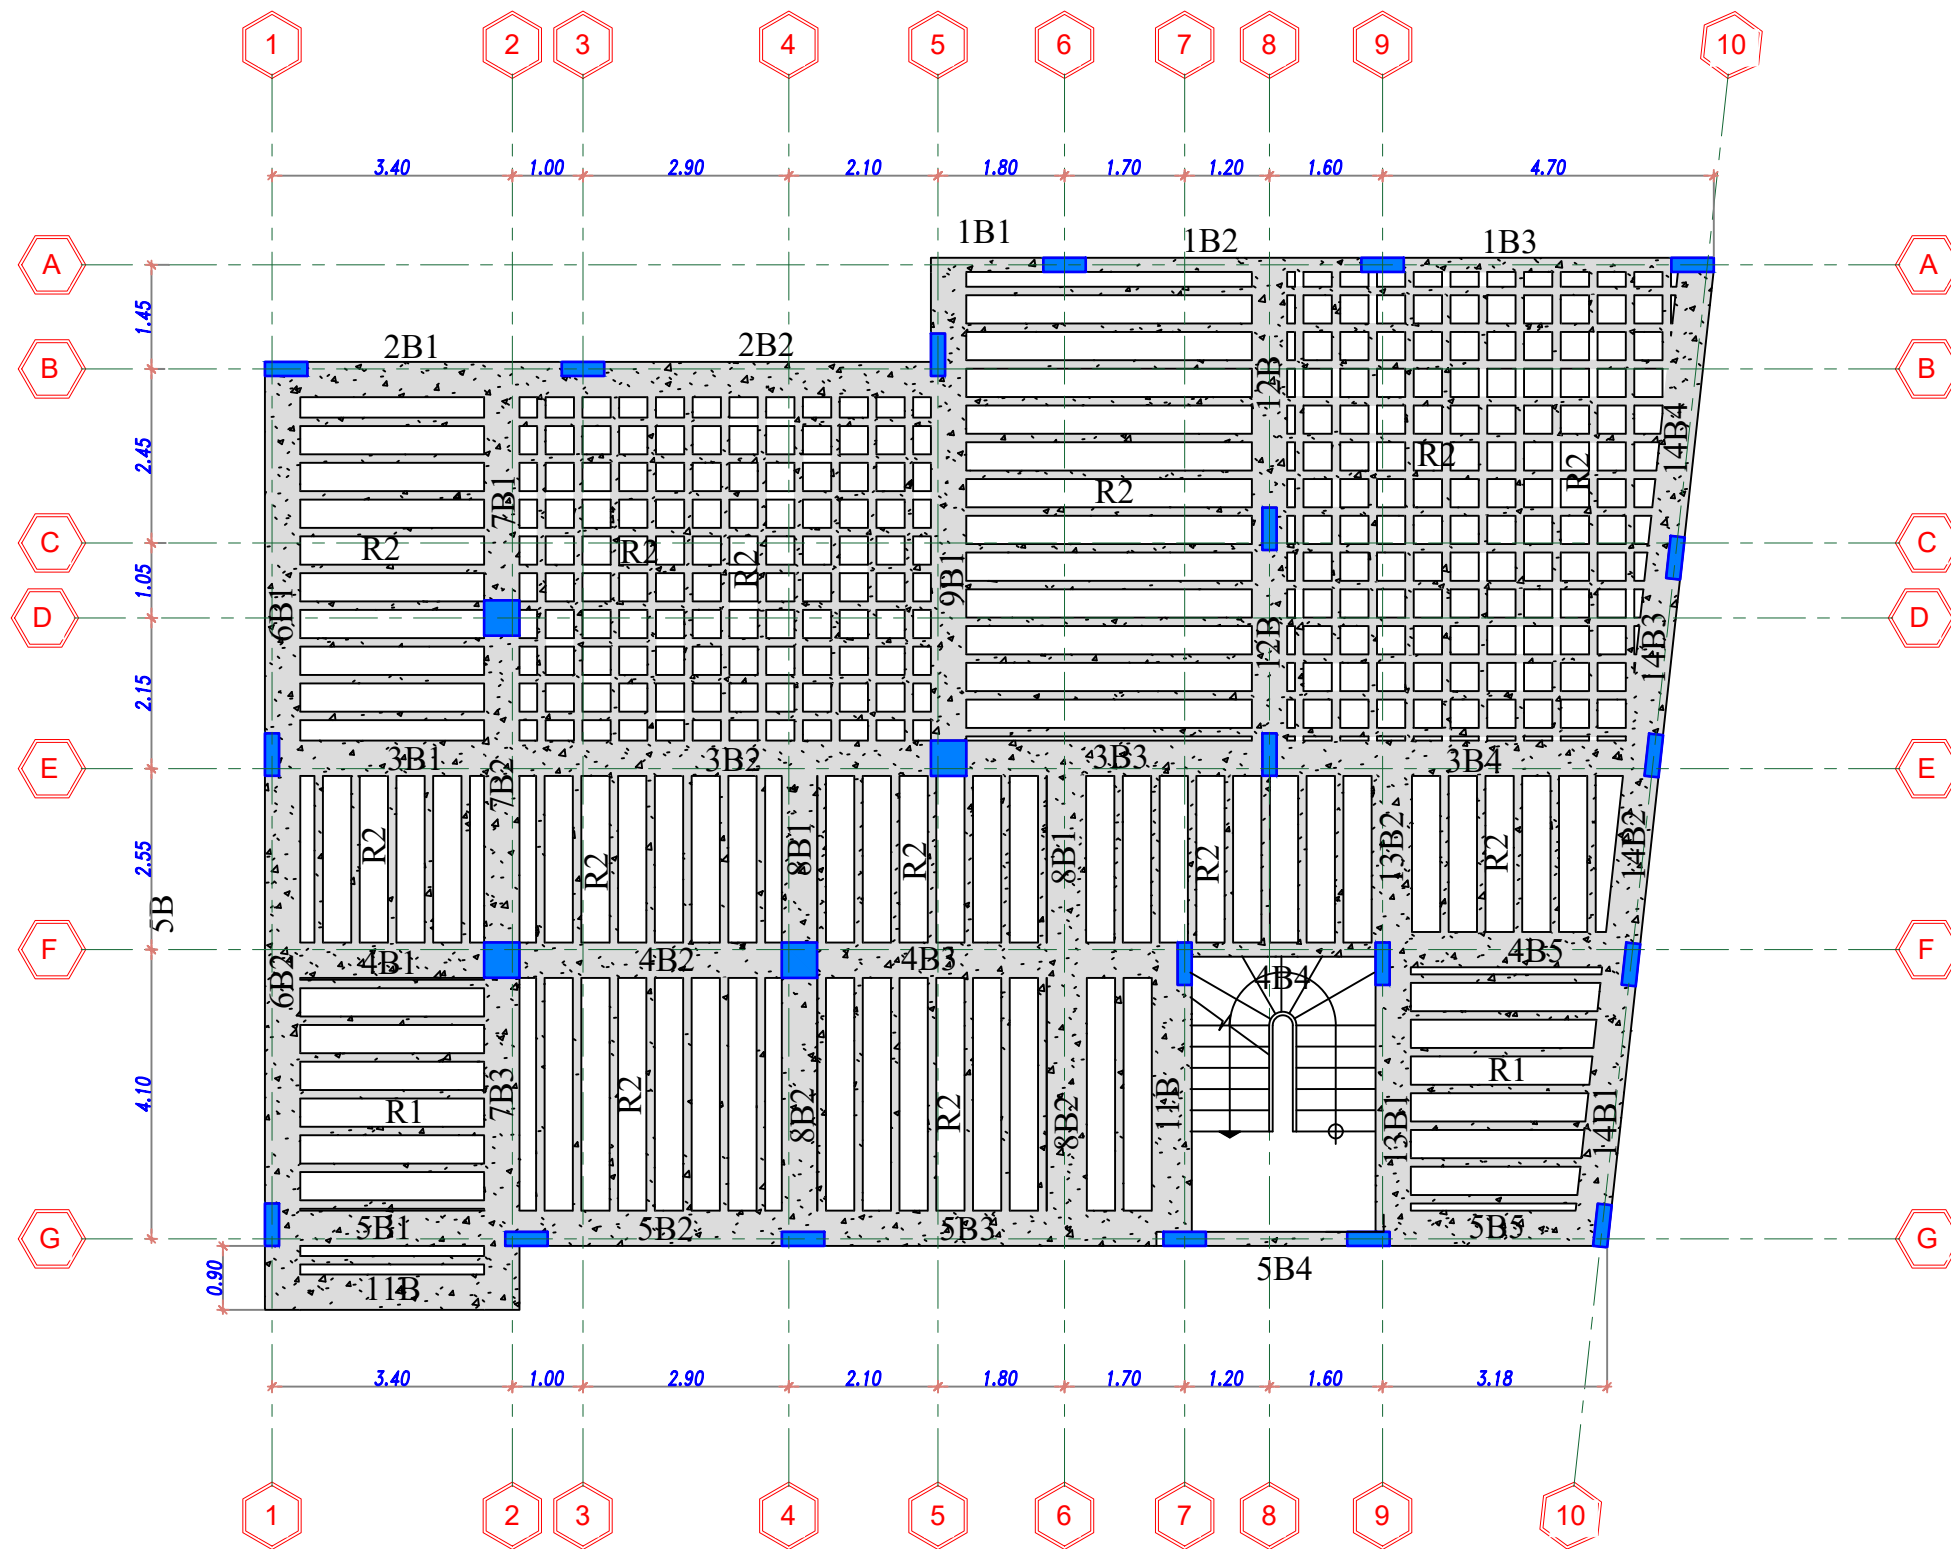 1 2 3 4 5 6 7 8 9 10
3.40 1.00 2.90 2.10 1.80 1.70 1.20 1.60 4.70
1B1 1B2 1B3
A A
1.45
2B1 2B2
B B
12B
14B4
2.45
R2 R2
R2
7B1
C C
R2 R2 R2
1.05
9B1
6B1
D D
12B
14B3
2.15
3B1 3B2 3B3 3B4
E E
7B2
2.55
R2 R2 8B1 R2 8B1 R2 13B2 R2 14B2
5B
F F
4B1 4B2 4B3 4B4 4B5
6B2
4.10
R1 7B3 R2 8B2 R2 8B2 11B 13B1 R1 14B1
5B1 5B2 5B3 5B5
G G
5B4
0.90
11B
3.40 1.00 2.90 2.10 1.80 1.70 1.20 1.60 3.18
1 2 3 4 5 6 7 8 9 10